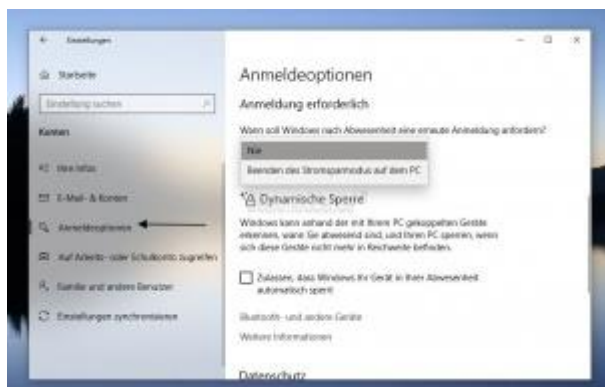 Einstellungen
Startseite
Einstellung suchen
Konten
Ihre Infos
E-Mail- & Konten
Anmeldeoptionen
Auf Arbeits- oder Schulkonto zugreifen
Familie und andere Benutzer
Einstellungen synchronisieren
Anmeldeoptionen
Anmeldung erforderlich
Wann soll Windows nach Abwesenheit eine erneute Anmeldung anfordern?
Nie
Beenden des Stromsparmodus auf dem PC
Dynamische Sperre
Windows kann anhand der mit Ihrem PC gekoppelten Geräte
erkennen, wann Sie abwesend sind, und Ihren PC sperren, wenn
sich diese Geräte nicht mehr in Reichweite befinden.
Zulassen, dass Windows Ihr Gerät in Ihrer Abwesenheit
automatisch sperrt
Bluetooth- und andere Geräte
Weitere Informationen
Datenschutz